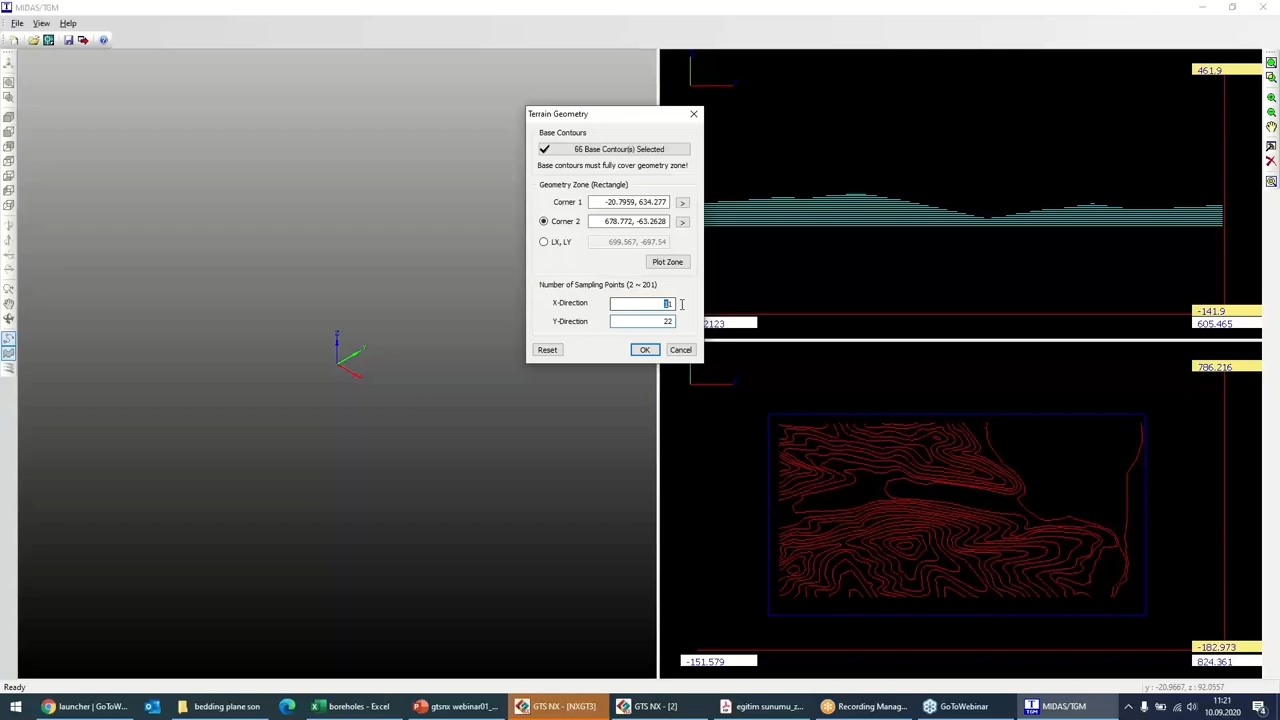 MIDAS/TGM
File View Help
461.9
Terrain Geometry
Base Contours
66 Base Contour(s) Selected
Base contours must fully cover geometry zone!
Geometry Zone (Rectangle)
Corner 1 -20.7959, 634.277 >
Corner 2 678.772, -63.2628 >
LX, LY 699.567, -697.54
Plot Zone
Number of Sampling Points (2 ~ 201)
X-Direction
Y-Direction 22
Reset OK Cancel
-141.9
2123 605.465
786.216
-182.973
-151.579 824.361
Ready
y : -20.9667, z : 92.0557
launcher | GoToW...
bedding plane son
boreholes - Excel
gtsnx webinar01_...
GTS NX - [NXGT3]
GTS NX - [2]
egitim sunumu_z...
Recording Manag...
GoToWebinar
MIDAS/TGM
11:21
10.09.2020